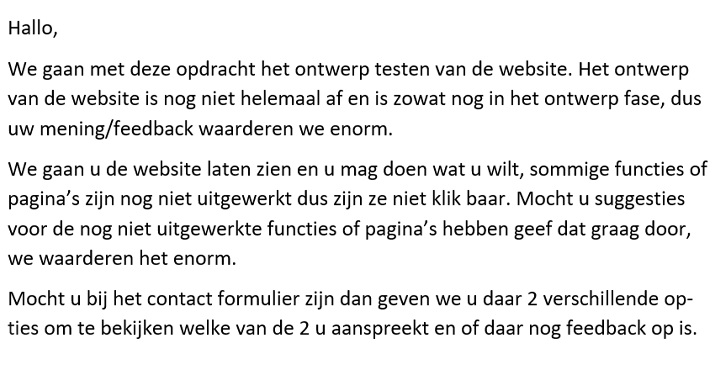 Hallo,
We gaan met deze opdracht het ontwerp testen van de website. Het ontwerp
van de website is nog niet helemaal af en is zowat nog in het ontwerp fase, dus
uw mening/feedback waarderen we enorm.
We gaan u de website laten zien en u mag doen wat u wilt, sommige functies of
pagina’s zijn nog niet uitgewerkt dus zijn ze niet klik baar. Mocht u suggesties
voor de nog niet uitgewerkte functies of pagina’s hebben geef dat graag door,
we waarderen het enorm.
Mocht u bij het contact formulier zijn dan geven we u daar 2 verschillende op-
ties om te bekijken welke van de 2 u aanspreekt en of daar nog feedback op is.